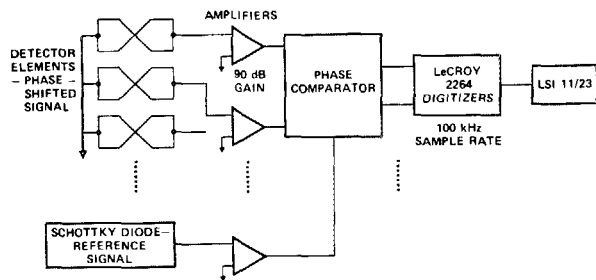 AMPLIFIERS
DETECTOR
ELEMENTS
– PHASE –
SHIFTED
SIGNAL
90 dB
GAIN
PHASE
COMPARATOR
LeCROY
2264
DIGITIZERS
LSI 11/23
100 kHz
SAMPLE RATE
SCHOTTKY DIODE–
REFERENCE
SIGNAL